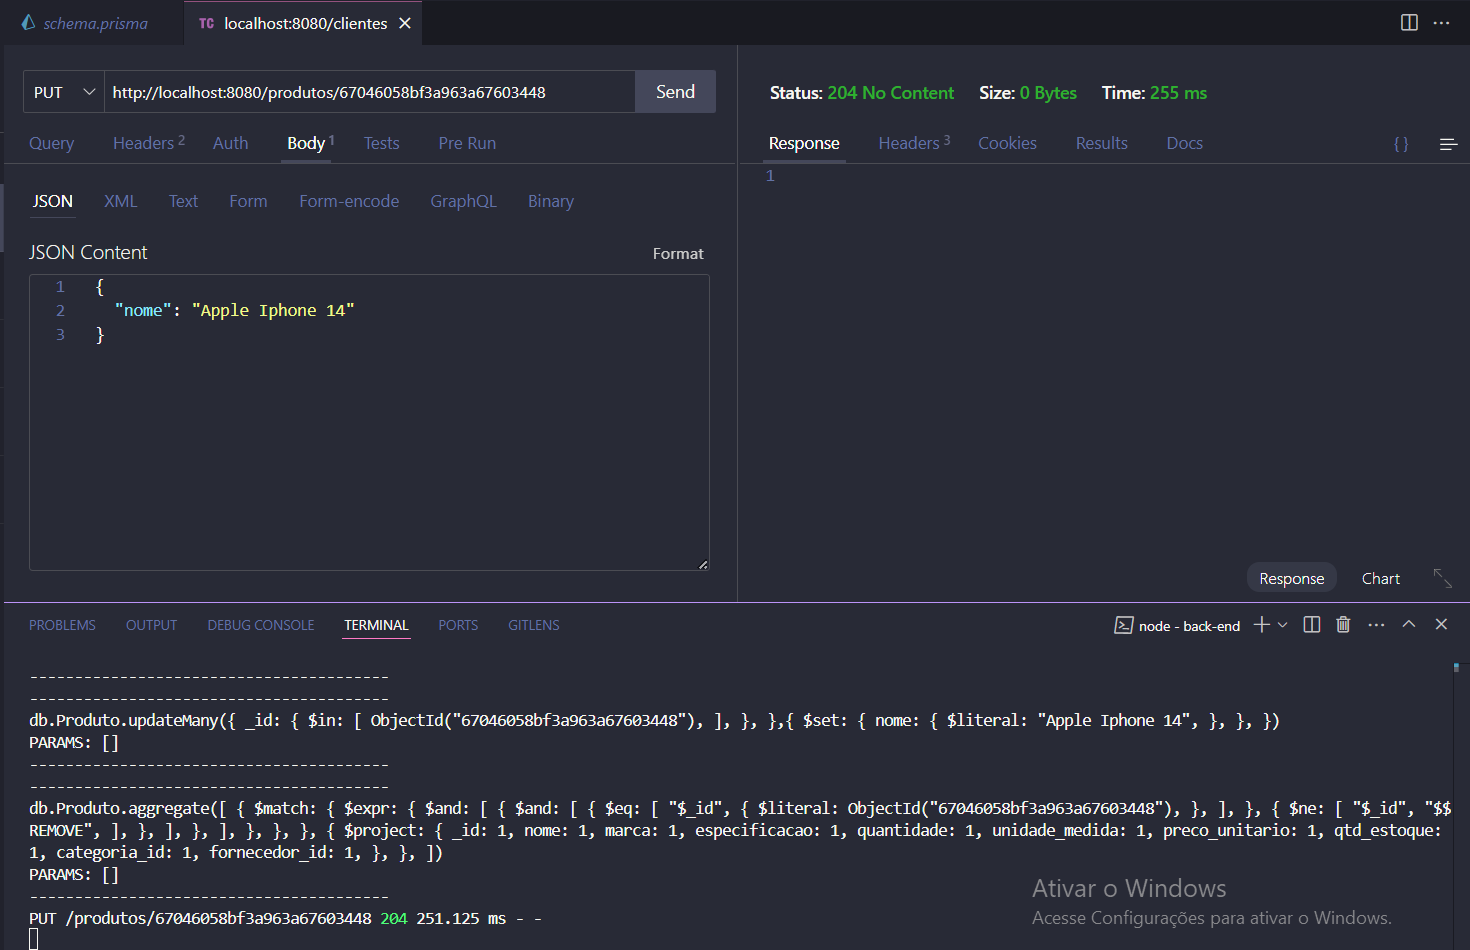 schema.prisma
TC localhost:8080/clientes
PUT http://localhost:8080/produtos/67046058bf3a963a67603448 Send
Query Headers 2 Auth Body 1 Tests Pre Run
JSON XML Text Form Form-encode GraphQL Binary
JSON Content Format
1 {
2 "nome": "Apple Iphone 14"
3 }
Status: 204 No Content Size: 0 Bytes Time: 255 ms
Response Headers 3 Cookies Results Docs { }
1
Response Chart
PROBLEMS OUTPUT DEBUG CONSOLE TERMINAL PORTS GITLENS node - back-end
----------------------------------------
----------------------------------------
db.Produto.updateMany({ _id: { $in: [ ObjectId("67046058bf3a963a67603448"), ], }, },{ $set: { nome: { $literal: "Apple Iphone 14", }, }, })
PARAMS: []
----------------------------------------
----------------------------------------
db.Produto.aggregate([ { $match: { $expr: { $and: [ { $and: [ { $eq: [ "$_id", { $literal: ObjectId("67046058bf3a963a67603448"), }, ], }, { $ne: [ "$_id", "$$
REMOVE", ], }, ], }, ], }, }, }, { $project: { _id: 1, nome: 1, marca: 1, especificacao: 1, quantidade: 1, unidade_medida: 1, preco_unitario: 1, qtd_estoque:
1, categoria_id: 1, fornecedor_id: 1, }, }, ])
PARAMS: []
----------------------------------------
PUT /produtos/67046058bf3a963a67603448 204 251.125 ms - -
Ativar o Windows
Acesse Configurações para ativar o Windows.